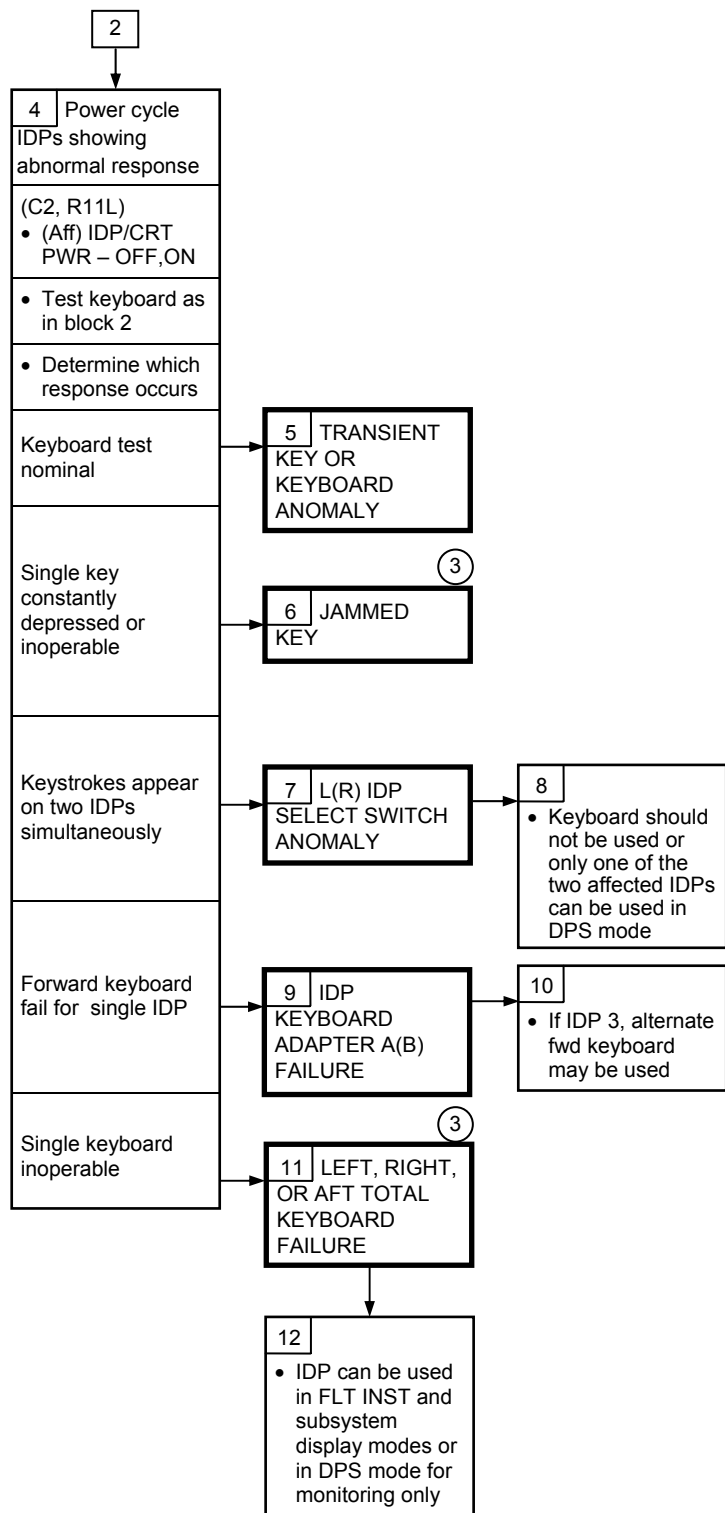 2
4 Power cycle
IDPs showing
abnormal response
(C2, R11L)
• (Aff) IDP/CRT
PWR – OFF,ON
• Test keyboard as
in block 2
• Determine which
response occurs
Keyboard test
nominal
5 TRANSIENT
KEY OR
KEYBOARD
ANOMALY
Single key
constantly
depressed or
inoperable
3
6 JAMMED
KEY
Keystrokes appear
on two IDPs
simultaneously
7 L(R) IDP
SELECT SWITCH
ANOMALY
8
• Keyboard should
not be used or
only one of the
two affected IDPs
can be used in
DPS mode
Forward keyboard
fail for single IDP
9 IDP
KEYBOARD
ADAPTER A(B)
FAILURE
10
• If IDP 3, alternate
fwd keyboard
may be used
Single keyboard
inoperable
3
11 LEFT, RIGHT,
OR AFT TOTAL
KEYBOARD
FAILURE
12
• IDP can be used
in FLT INST and
subsystem
display modes or
in DPS mode for
monitoring only